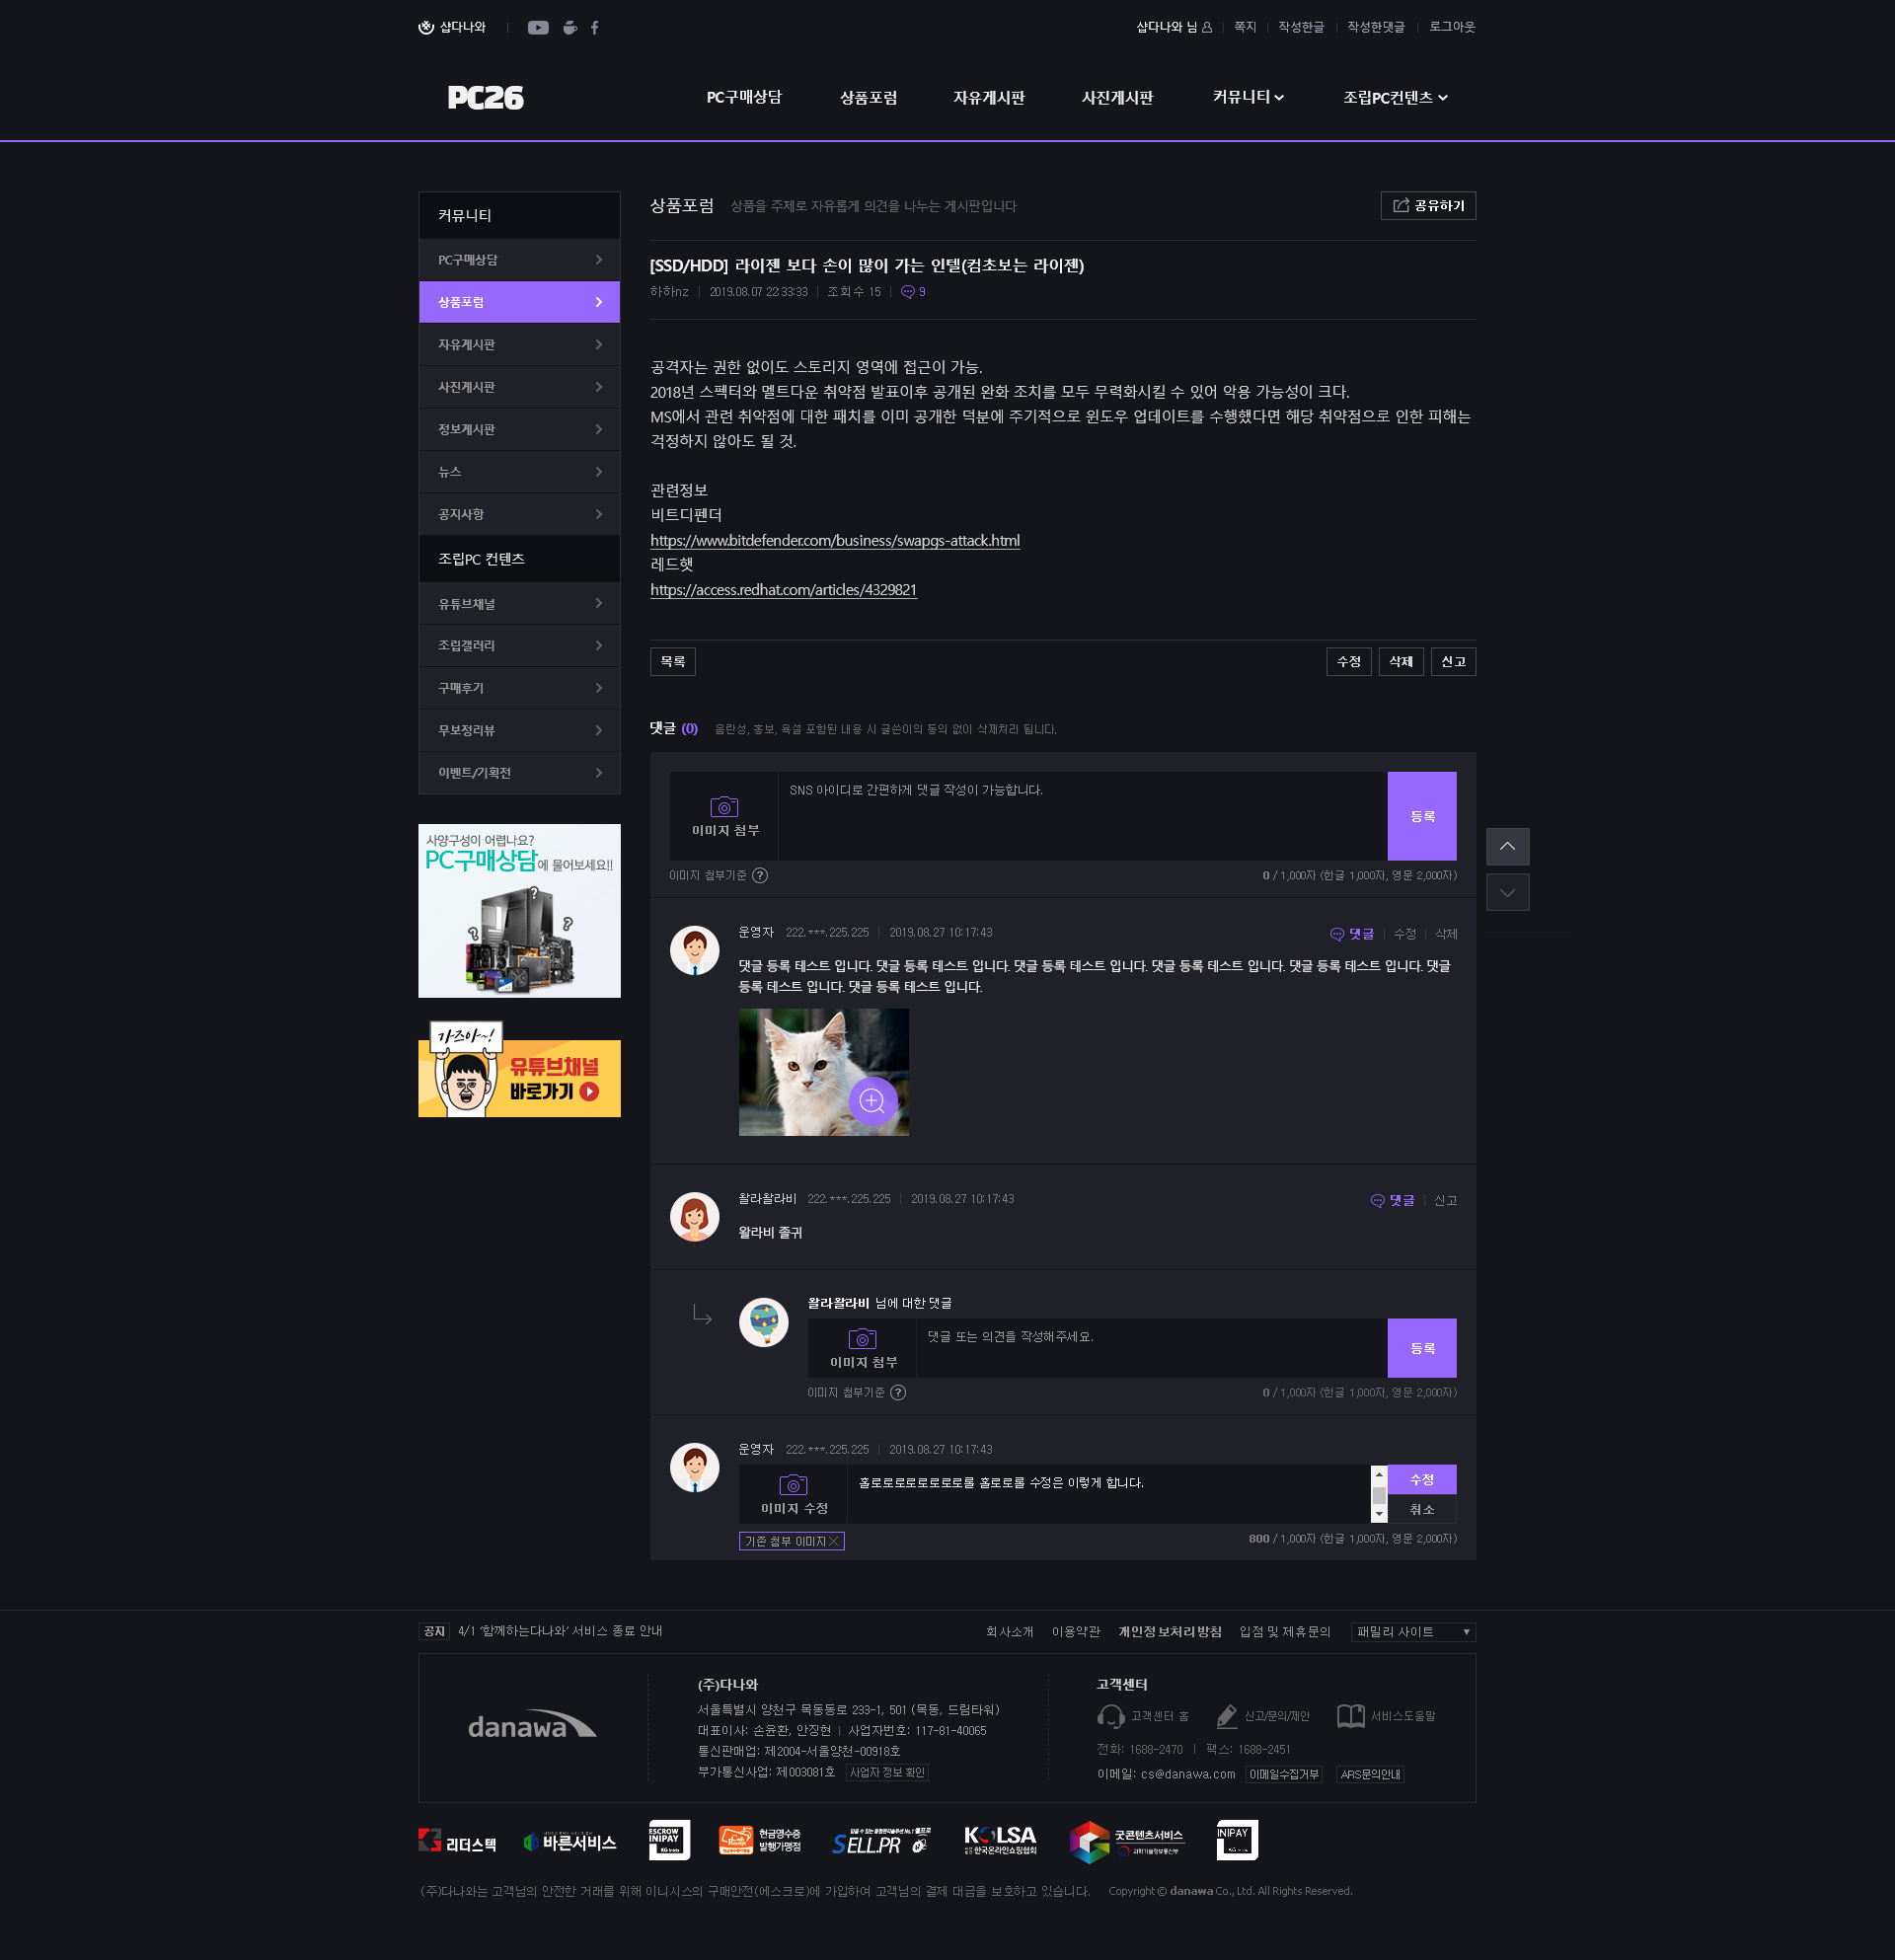 샵다나와
샵다나와 님 쪽지 작성한글 작성한댓글 로그아웃
PC26
PC구매상담 상품포럼 자유게시판 사진게시판 커뮤니티 조립PC컨텐츠
커뮤니티
PC구매상담
상품포럼
자유게시판
사진게시판
정보게시판
뉴스
공지사항
조립PC 컨텐츠
유튜브채널
조립갤러리
구매후기
무보정리뷰
이벤트/기획전
사양구성이 어렵나요?
PC구매상담에 물어보세요!!
가즈아~!
유튜브채널
바로가기
상품포럼 상품을 주제로 자유롭게 의견을 나누는 게시판입니다
공유하기
[SSD/HDD] 라이젠 보다 손이 많이 가는 인텔(컴초보는 라이젠)
하하nz 2019.08.07 22:33:33 조회수 15 9
공격자는 권한 없이도 스토리지 영역에 접근이 가능.
2018년 스펙터와 멜트다운 취약점 발표이후 공개된 완화 조치를 모두 무력화시킬 수 있어 악용 가능성이 크다.
MS에서 관련 취약점에 대한 패치를 이미 공개한 덕분에 주기적으로 윈도우 업데이트를 수행했다면 해당 취약점으로 인한 피해는
걱정하지 않아도 될 것.
관련정보
비트디펜더
https://www.bitdefender.com/business/swapgs-attack.html
레드햇
https://access.redhat.com/articles/4329821
목록 수정 삭제 신고
댓글 (0) 음란성, 홍보, 욕설 포함된 내용 시 글쓴이의 동의 없이 삭제처리 됩니다.
이미지 첨부
SNS 아이디로 간편하게 댓글 작성이 가능합니다.
등록
이미지 첨부기준 ? 0 / 1,000자 (한글 1,000자, 영문 2,000자)
운영자 222.***.225.225 2019.08.27 10:17:43 댓글 수정 삭제
댓글 등록 테스트 입니다. 댓글 등록 테스트 입니다. 댓글 등록 테스트 입니다. 댓글 등록 테스트 입니다. 댓글 등록 테스트 입니다. 댓글
등록 테스트 입니다. 댓글 등록 테스트 입니다.
왈라왈라비 222.***.225.225 2019.08.27 10:17:43 댓글 신고
왈라비 졸귀
왈라왈라비 님에 대한 댓글
이미지 첨부
댓글 또는 의견을 작성해주세요.
등록
이미지 첨부기준 ? 0 / 1,000자 (한글 1,000자, 영문 2,000자)
운영자 222.***.225.225 2019.08.27 10:17:43
이미지 수정
홀로로로로로로로로롤 홀로로롤 수정은 이렇게 합니다.
수정
취소
기존 첨부 이미지 800 / 1,000자 (한글 1,000자, 영문 2,000자)
공지 4/1 '함께하는다나와' 서비스 종료 안내
회사소개 이용약관 개인정보처리방침 입점 및 제휴문의 패밀리 사이트
danawa
(주)다나와
서울특별시 양천구 목동동로 233-1, 501 (목동, 드림타워)
대표이사: 손윤환, 안징현 사업자번호: 117-81-40065
통신판매업: 제2004-서울양천-00918호
부가통신사업: 제003081호 사업자 정보 확인
고객센터
고객센터 홈 신고/문의/제안 서비스도움말
전화: 1688-2470 팩스: 1688-2451
이메일: cs@danawa.com 이메일수집거부 ARS문의안내
리더스텍
바른서비스
ESCROW
INIPAY
현금영수증
발행가맹점
SELL.PR
KOLSA
한국온라인쇼핑협회
굿콘텐츠서비스
과학기술정보통신부
INIPAY
(주)다나와는 고객님의 안전한 거래를 위해 이니시스의 구매안전(에스크로)에 가입하여 고객님의 결제 대금을 보호하고 있습니다. Copyright © danawa Co., Ltd. All Rights Reserved.